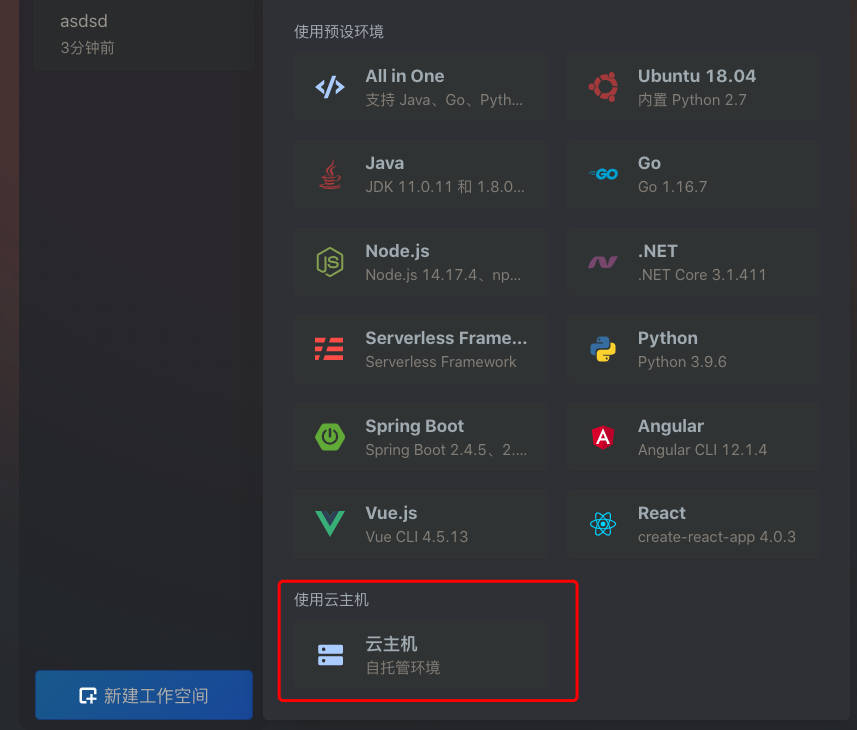 asdsd
3分钟前
使用预设环境
All in One
支持 Java、Go、Pyth...
Ubuntu 18.04
内置 Python 2.7
Java
JDK 11.0.11 和 1.8.0...
Go
Go 1.16.7
Node.js
Node.js 14.17.4、np...
.NET
.NET Core 3.1.411
Serverless Frame...
Serverless Framework
Python
Python 3.9.6
Spring Boot
Spring Boot 2.4.5、2....
Angular
Angular CLI 12.1.4
Vue.js
Vue CLI 4.5.13
React
create-react-app 4.0.3
使用云主机
云主机
自托管环境
新建工作空间